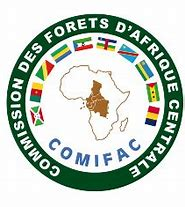 COMMISSION DES FORETS D'AFRIQUE CENTRALE
COMIFAC